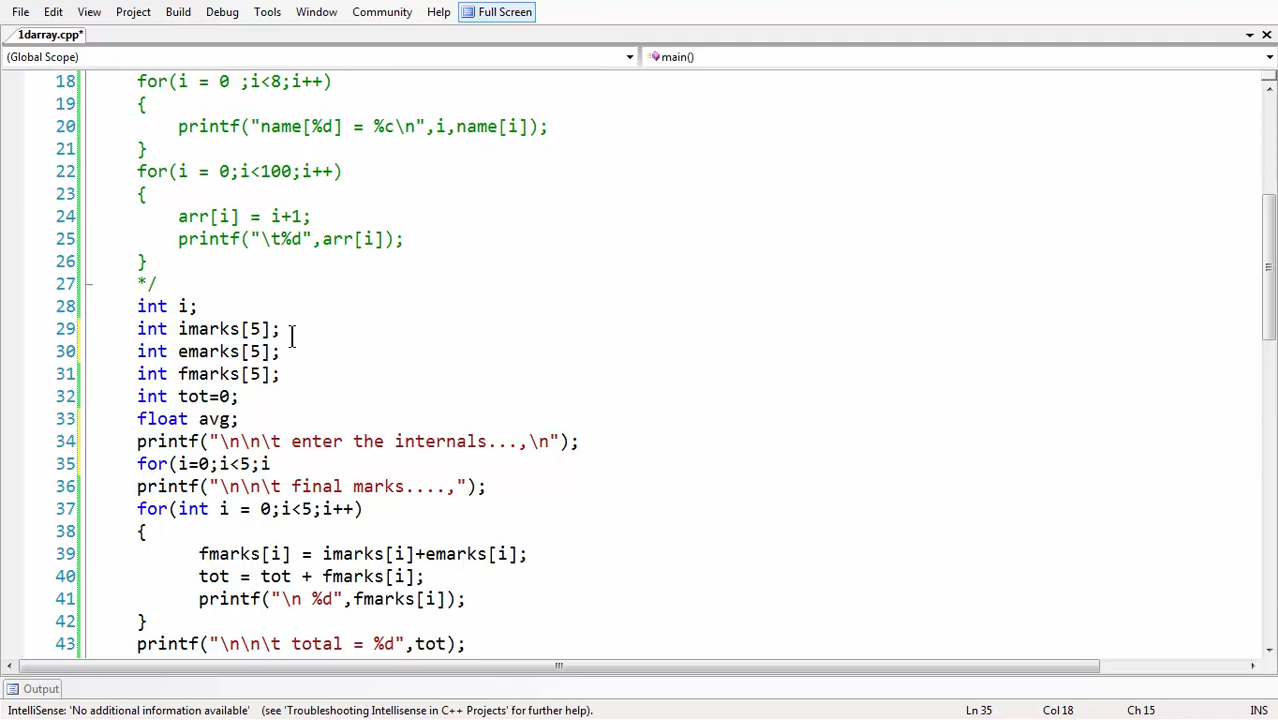 File Edit View Project Build Debug Tools Window Community Help Full Screen
1darray.cpp*
(Global Scope) main()
18 for(i = 0 ;i<8;i++)
19 {
20 printf("name[%d] = %c\n",i,name[i]);
21 }
22 for(i = 0;i<100;i++)
23 {
24 arr[i] = i+1;
25 printf("\t%d",arr[i]);
26 }
27 */
28 int i;
29 int imarks[5];
30 int emarks[5];
31 int fmarks[5];
32 int tot=0;
33 float avg;
34 printf("\n\n\t enter the internals...,\n");
35 for(i=0;i<5;i
36 printf("\n\n\t final marks....,");
37 for(int i = 0;i<5;i++)
38 {
39 fmarks[i] = imarks[i]+emarks[i];
40 tot = tot + fmarks[i];
41 printf("\n %d",fmarks[i]);
42 }
43 printf("\n\n\t total = %d",tot);
Output
IntelliSense: 'No additional information available' (see 'Troubleshooting Intellisense in C++ Projects' for further help). Ln 35 Col 18 Ch 15 INS